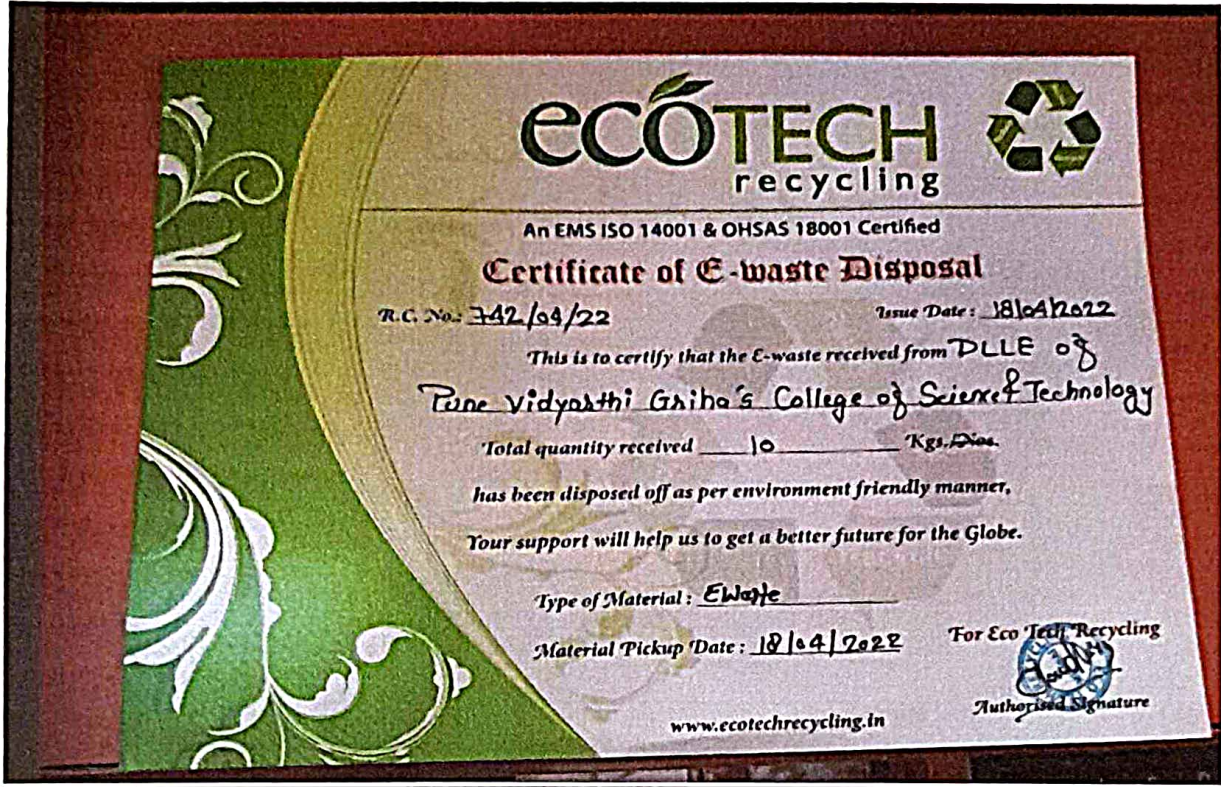 ecoTECH
recycling
An EMS ISO 14001 & OHSAS 18001 Certified
Certificate of E-waste Disposal
R.C. No.: 742/04/22 Issue Date: 18/04/2022
This is to certify that the E-waste received from DLLE of
Pune Vidyarthi Griha's College of Science & Technology
Total quantity received 10 Kgs./Nos.
has been disposed off as per environment friendly manner,
Your support will help us to get a better future for the Globe.
Type of Material: EWaste
Material Pickup Date: 18/04/2022
For Eco Tech Recycling
Authorised Signature
www.ecotechrecycling.in